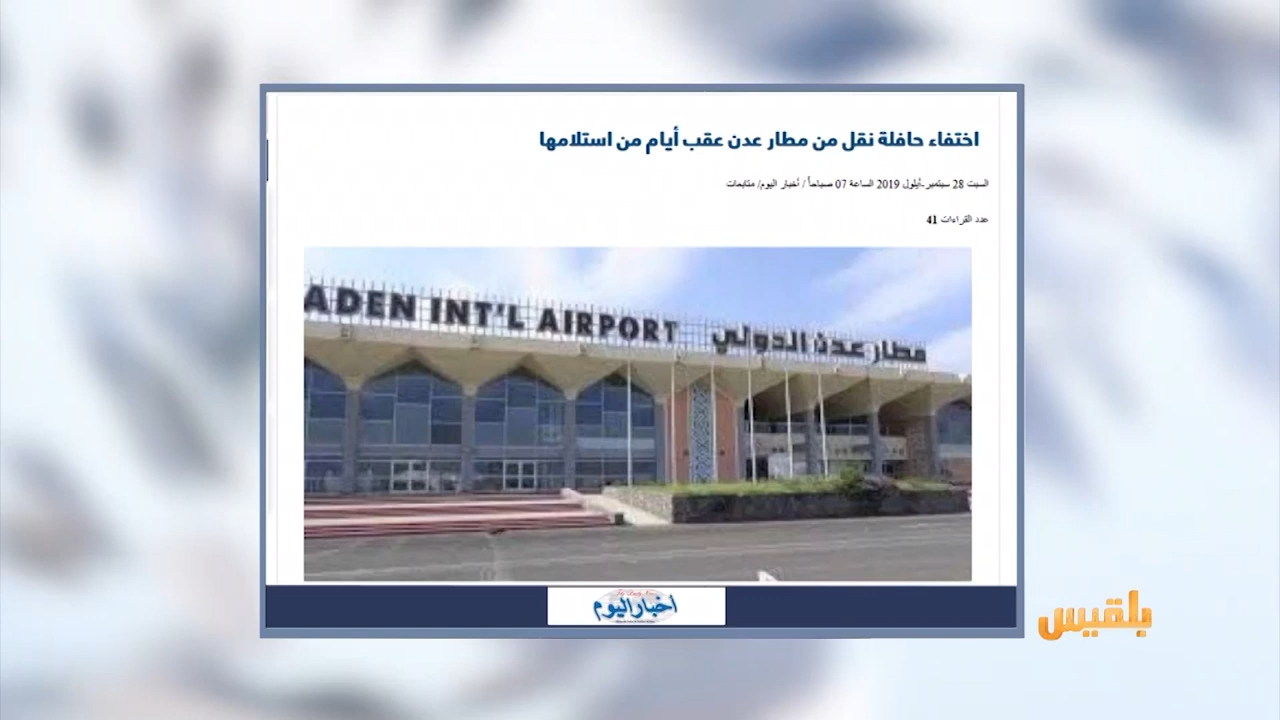 اختفاء حافلة نقل من مطار عدن عقب أيام من استلامها
السبت 28 سبتمبر-أيلول 2019 الساعة 07 صباحاً / أخبار اليوم/ متابعات
عدد القراءات 41
ADEN INT'L AIRPORT مطار عدن الدولي
اخبار اليوم
بلقيس